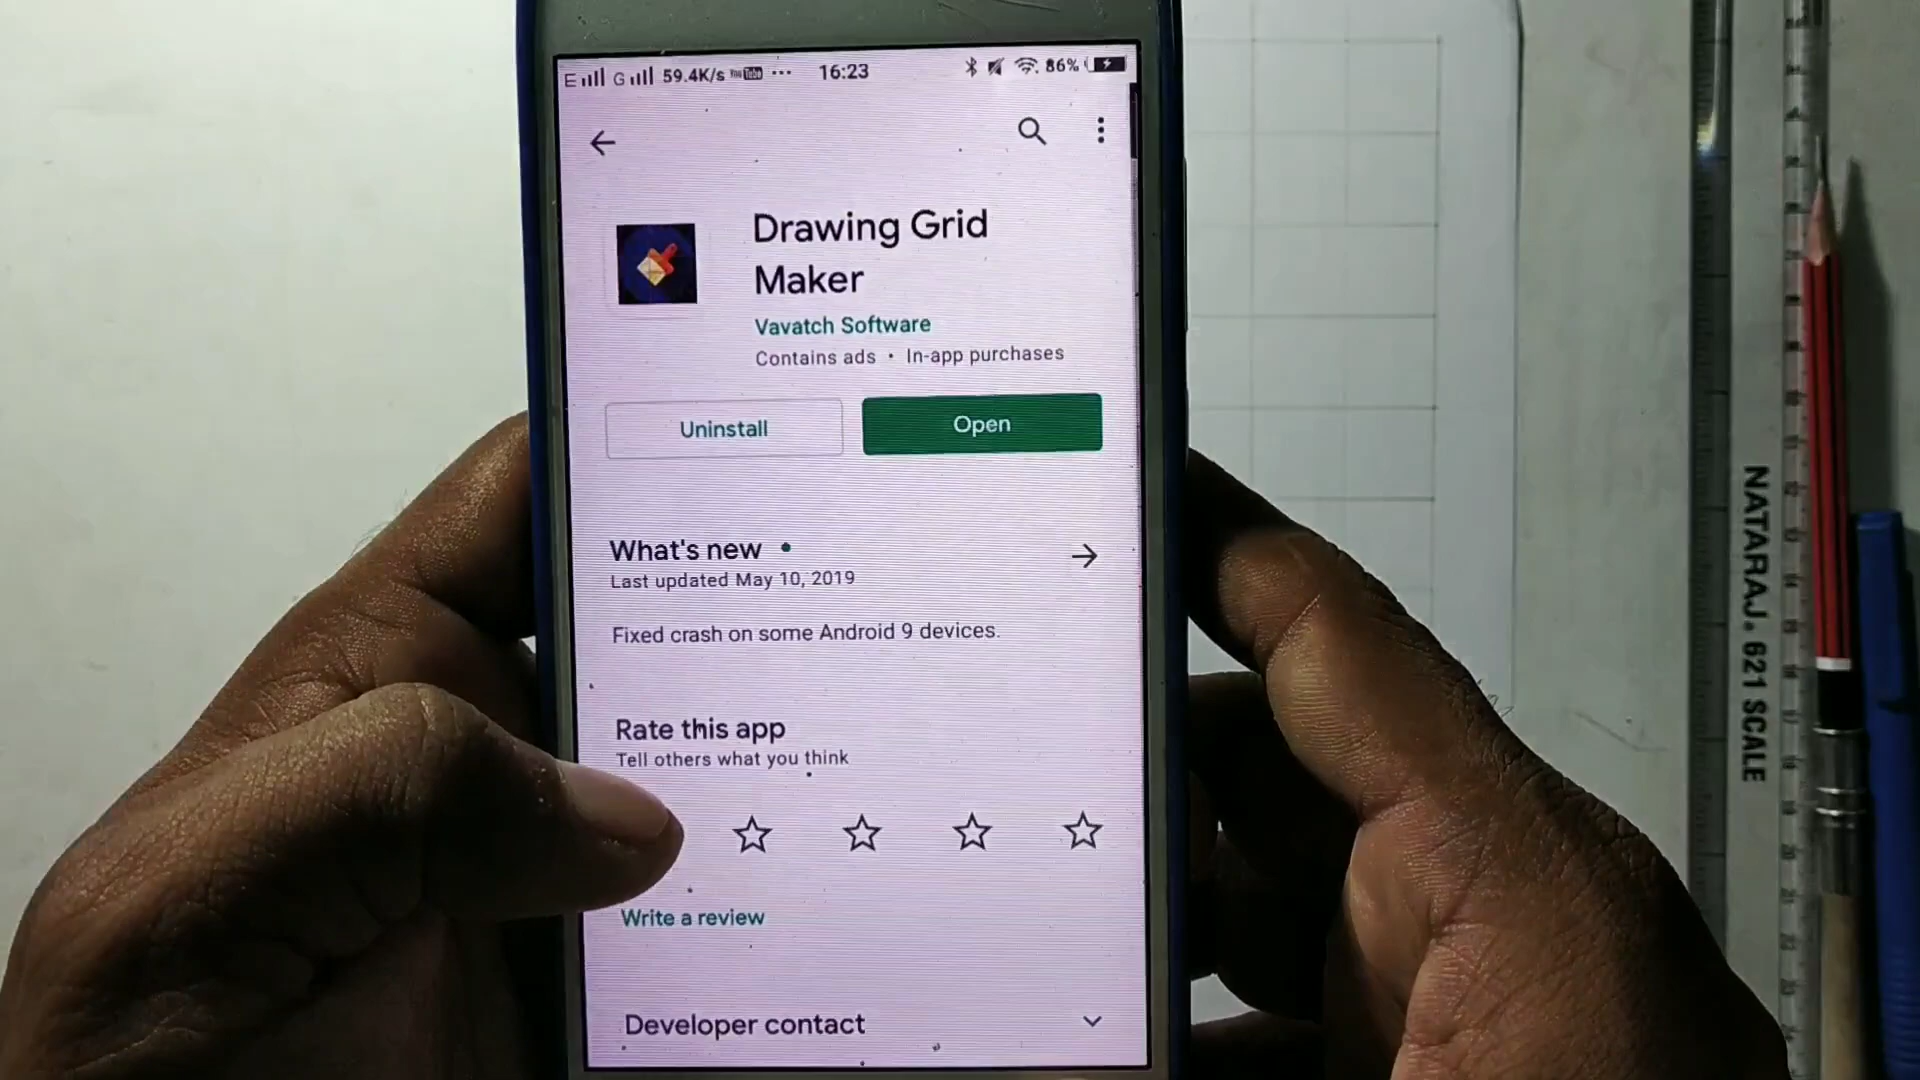 E G 59.4K/s YouTube ... 16:23 86%
Drawing Grid
Maker
Vavatch Software
Contains ads • In-app purchases
Uninstall
Open
What's new •
Last updated May 10, 2019
Fixed crash on some Android 9 devices.
Rate this app
Tell others what you think
Write a review
Developer contact
NATARAJ. 621 SCALE